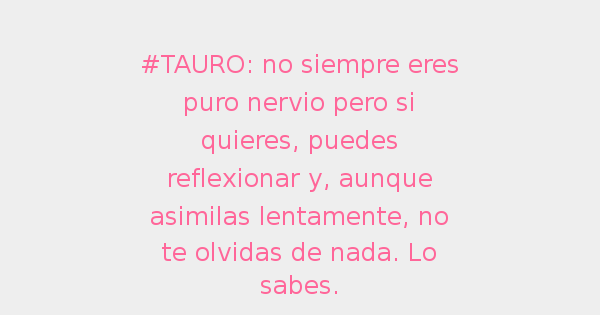 #TAURO: no siempre eres
puro nervio pero si
quieres, puedes
reflexionar y, aunque
asimilas lentamente, no
te olvidas de nada. Lo
sabes.